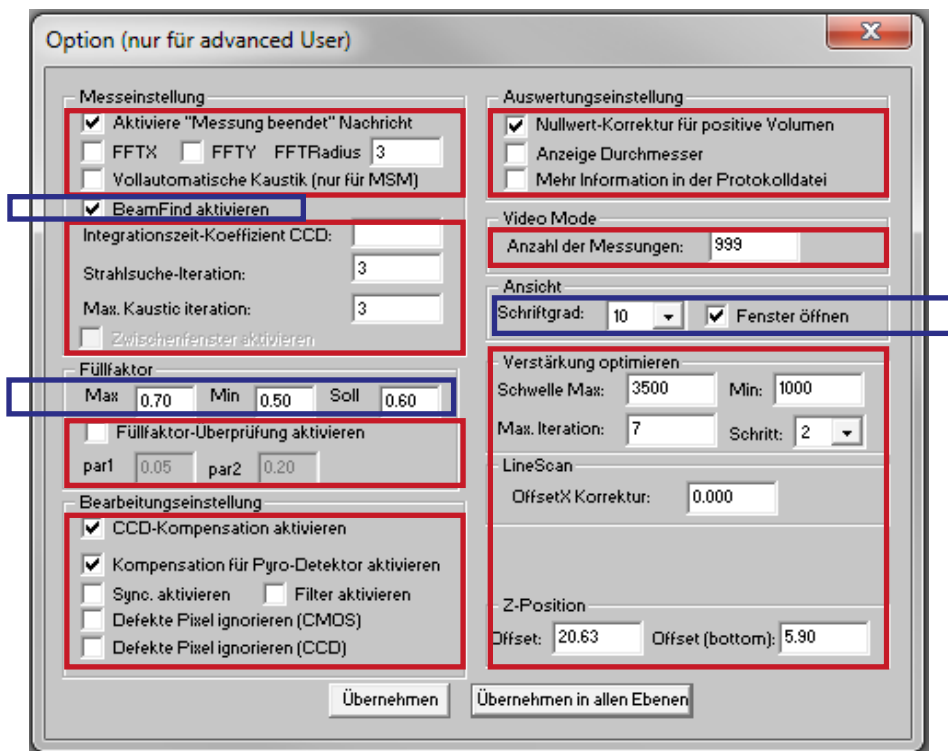 Option (nur für advanced User)
Messeinstellung
Aktiviere "Messung beendet" Nachricht
FFTX FFTY FFTRadius 3
Vollautomatische Kaustik (nur für MSM)
BeamFind aktivieren
Integrationszeit-Koeffizient CCD:
Strahlsuche-Iteration: 3
Max. Kaustic iteration: 3
Zwischenfenster aktivieren
Füllfaktor
Max 0.70 Min 0.50 Soll 0.60
Füllfaktor-Überprüfung aktivieren
par1 0.05 par2 0.20
Bearbeitungseinstellung
CCD-Kompensation aktivieren
Kompensation für Pyro-Detektor aktivieren
Sync. aktivieren Filter aktivieren
Defekte Pixel ignorieren (CMOS)
Defekte Pixel ignorieren (CCD)
Auswertungseinstellung
Nullwert-Korrektur für positive Volumen
Anzeige Durchmesser
Mehr Information in der Protokolldatei
Video Mode
Anzahl der Messungen: 999
Ansicht
Schriftgrad: 10 Fenster öffnen
Verstärkung optimieren
Schwelle Max: 3500 Min: 1000
Max. Iteration: 7 Schritt: 2
LineScan
OffsetX Korrektur: 0.000
Z-Position
Offset: 20.63 Offset (bottom): 5.90
Übernehmen Übernehmen in allen Ebenen